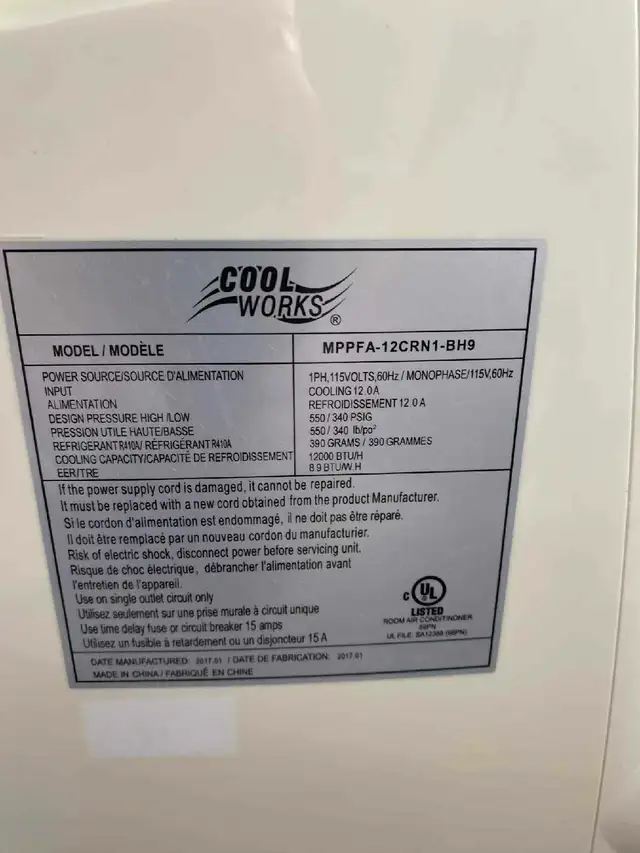 COOL
WORKS®
MODEL / MODÈLE MPPFA-12CRN1-BH9
POWER SOURCE/SOURCE D'ALIMENTATION 1PH,115VOLTS,60Hz / MONOPHASE/115V,60Hz
INPUT COOLING 12.0A
ALIMENTATION REFROIDISSEMENT 12.0A
DESIGN PRESSURE HIGH /LOW 550 / 340 PSIG
PRESSION UTILE HAUTE/BASSE 550 / 340 lb/po²
REFRIGERANT R410A/ RÉFRIGÉRANT R410A 390 GRAMS / 390 GRAMMES
COOLING CAPACITY/CAPACITÉ DE REFROIDISSEMENT 12000 BTU/H
EER/TRE 8.9 BTU/W.H
If the power supply cord is damaged, it cannot be repaired.
It must be replaced with a new cord obtained from the product Manufacturer.
Si le cordon d'alimentation est endommagé, il ne doit pas être réparé.
Il doit être remplacé par un nouveau cordon du manufacturier.
Risk of electric shock, disconnect power before servicing unit.
Risque de choc électrique, débrancher l'alimentation avant
l'entretien de l'appareil.
Use on single outlet circuit only
Utilisez seulement sur une prise murale à circuit unique
Use time delay fuse or circuit breaker 15 amps
Utilisez un fusible à retardement ou un disjoncteur 15 A
C UL
LISTED
ROOM AIR CONDITIONER
66PN
UL FILE: SA12389 (66PN)
DATE MANUFACTURED: 2017.01 / DATE DE FABRICATION: 2017.01
MADE IN CHINA / FABRIQUÉ EN CHINE